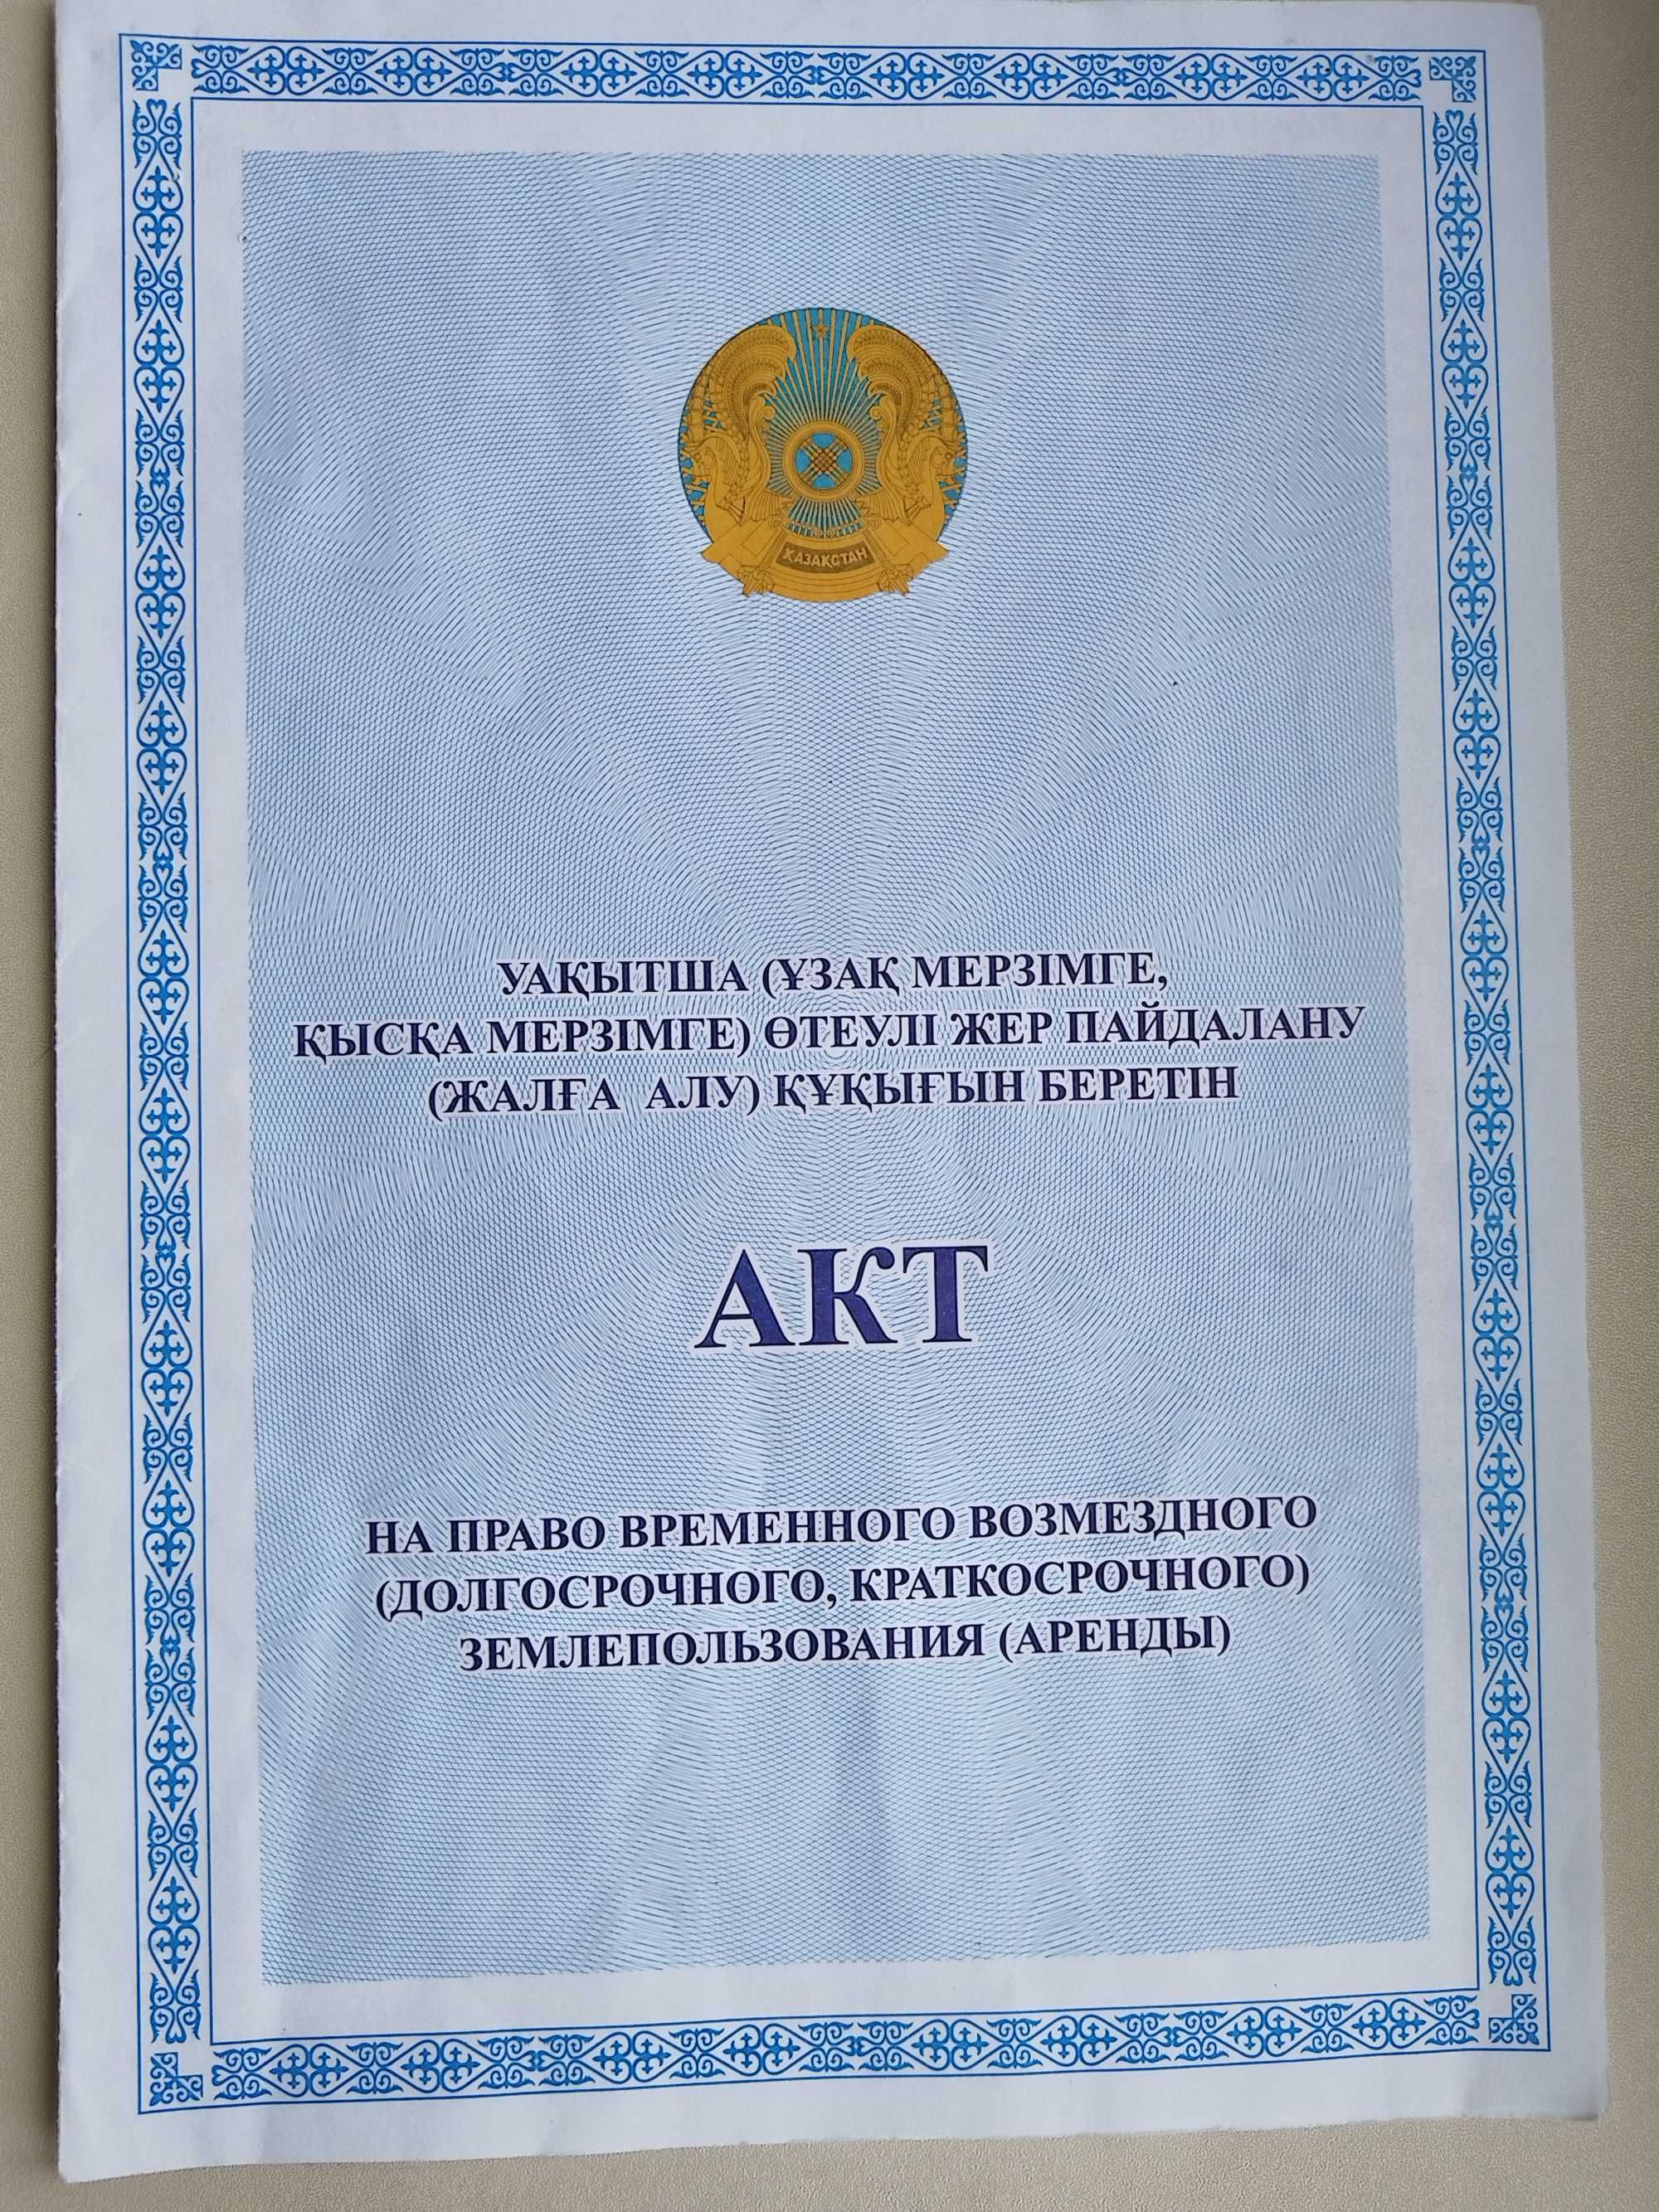 ҚАЗАҚСТАН
УАҚЫТША (ҰЗАҚ МЕРЗІМГЕ,
ҚЫСҚА МЕРЗІМГЕ) ӨТЕУЛІ ЖЕР ПАЙДАЛАНУ
(ЖАЛҒА АЛУ) ҚҰҚЫҒЫН БЕРЕТІН
АКТ
НА ПРАВО ВРЕМЕННОГО ВОЗМЕЗДНОГО
(ДОЛГОСРОЧНОГО, КРАТКОСРОЧНОГО)
ЗЕМЛЕПОЛЬЗОВАНИЯ (АРЕНДЫ)